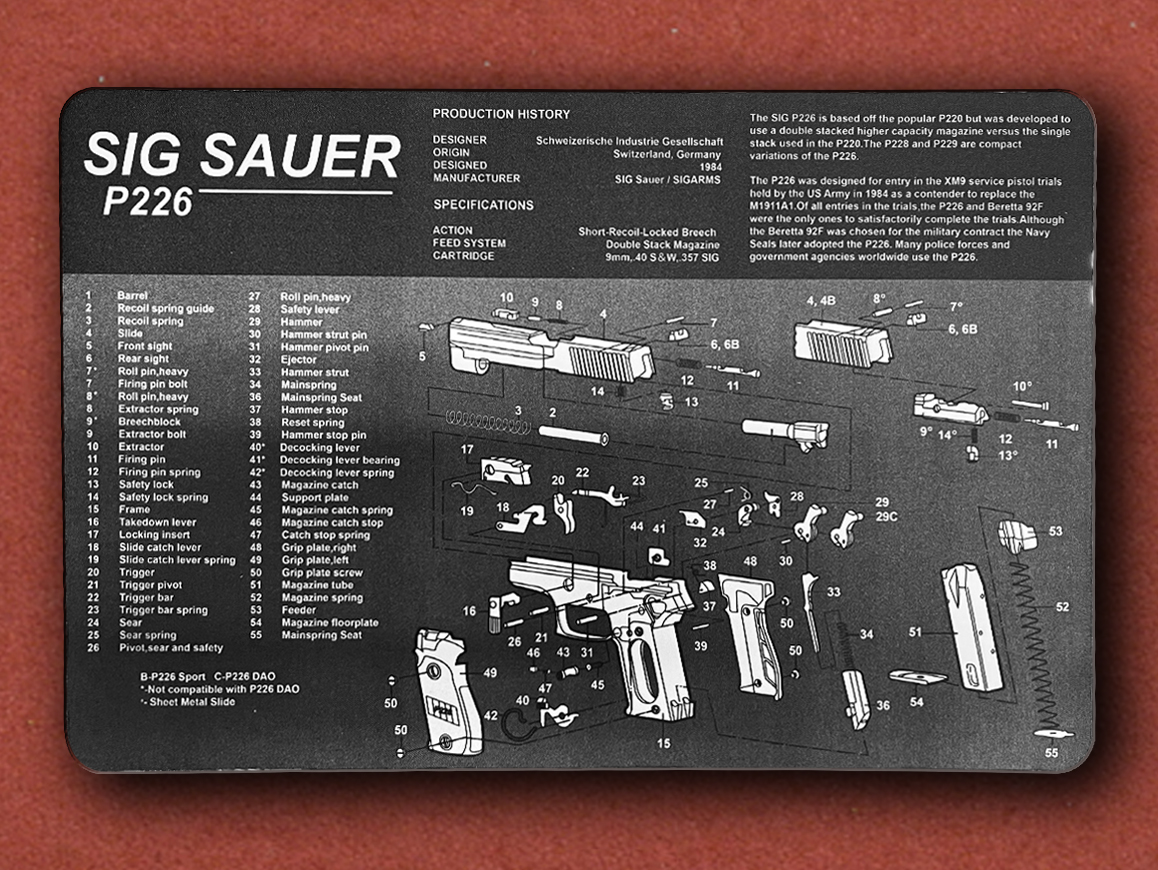 SIG SAUER
P226
PRODUCTION HISTORY
DESIGNER Schweizerische Industrie Gesellschaft
ORIGIN Switzerland, Germany
DESIGNED 1984
MANUFACTURER SIG Sauer / SIGARMS
SPECIFICATIONS
ACTION Short-Recoil-Locked Breech
FEED SYSTEM Double Stack Magazine
CARTRIDGE 9mm,.40 S&W,.357 SIG
The SIG P226 is based off the popular P220 but was developed to
use a double stacked higher capacity magazine versus the single
stack used in the P220.The P228 and P229 are compact
variations of the P226.
The P226 was designed for entry in the XM9 service pistol trials
held by the US Army in 1984 as a contender to replace the
M1911A1.Of all entries in the trials,the P226 and Beretta 92F
were the only ones to satisfactorily complete the trials.Although
the Beretta 92F was chosen for the military contract the Navy
Seals later adopted the P226. Many police forces and
government agencies worldwide use the P226.
1 Barrel
2 Recoil spring guide
3 Recoil spring
4 Slide
5 Front sight
6 Rear sight
7* Roll pin,heavy
7 Firing pin bolt
8* Roll pin,heavy
8 Extractor spring
9* Breechblock
9 Extractor bolt
10 Extractor
11 Firing pin
12 Firing pin spring
13 Safety lock
14 Safety lock spring
15 Frame
16 Takedown lever
17 Locking insert
18 Slide catch lever
19 Slide catch lever spring
20 Trigger
21 Trigger pivot
22 Trigger bar
23 Trigger bar spring
24 Sear
25 Sear spring
26 Pivot,sear and safety
27 Roll pin,heavy
28 Safety lever
29 Hammer
30 Hammer strut pin
31 Hammer pivot pin
32 Ejector
33 Hammer strut
34 Mainspring
36 Mainspring Seat
37 Hammer stop
38 Reset spring
39 Hammer stop pin
40* Decocking lever
41* Decocking lever bearing
42* Decocking lever spring
43 Magazine catch
44 Support plate
45 Magazine catch spring
46 Magazine catch stop
47 Catch stop spring
48 Grip plate,right
49 Grip plate,left
50 Grip plate screw
51 Magazine tube
52 Magazine spring
53 Feeder
54 Magazine floorplate
55 Mainspring Seat
B-P226 Sport C-P226 DAO
*-Not compatible with P226 DAO
°- Sheet Metal Slide
10 9 8 4
7
6, 6B
5
12 11
14 13
4, 4B 8° 7°
6, 6B
10°
9° 14° 12 11
13°
3 2
17
19 18 20 22 23
25
27 24 28 29
29C
44 41 32
30
38 48
37
33
39
50
50
34
36
16 26 21
46 43 31
47 45
40
42
49
50
50
15
53
52
51
54
55